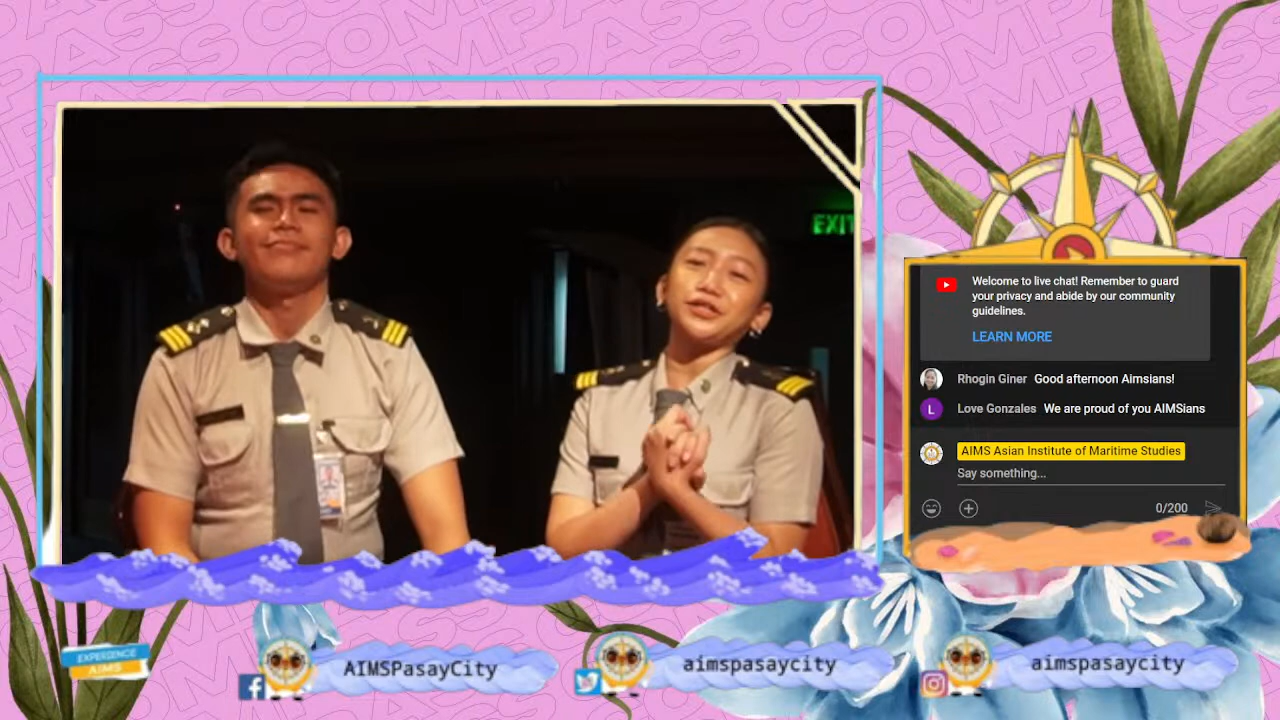 COMPASS
EXIT
Welcome to live chat! Remember to guard
your privacy and abide by our community
guidelines.
LEARN MORE
Rhogin Giner Good afternoon Aimsians!
L
Love Gonzales We are proud of you AIMSians
AIMS Asian Institute of Maritime Studies
Say something...
0/200
EXPERIENCE
AIMS
AIMSPasayCity
aimspasaycity
aimspasaycity